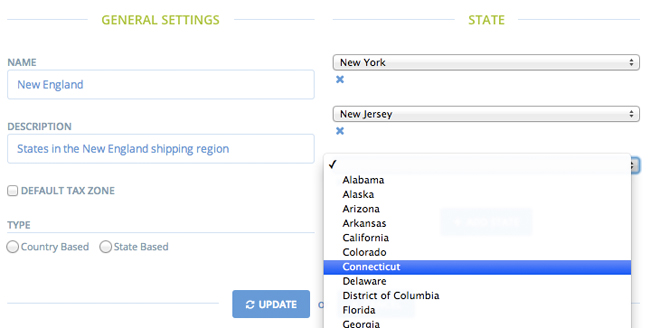 GENERAL SETTINGS
NAME
New England
DESCRIPTION
States in the New England shipping region
DEFAULT TAX ZONE
TYPE
Country Based
State Based
STATE
New York
New Jersey
Alabama
Alaska
Arizona
Arkansas
California
Colorado
Connecticut
Delaware
District of Columbia
Florida
Georgia
UPDATE